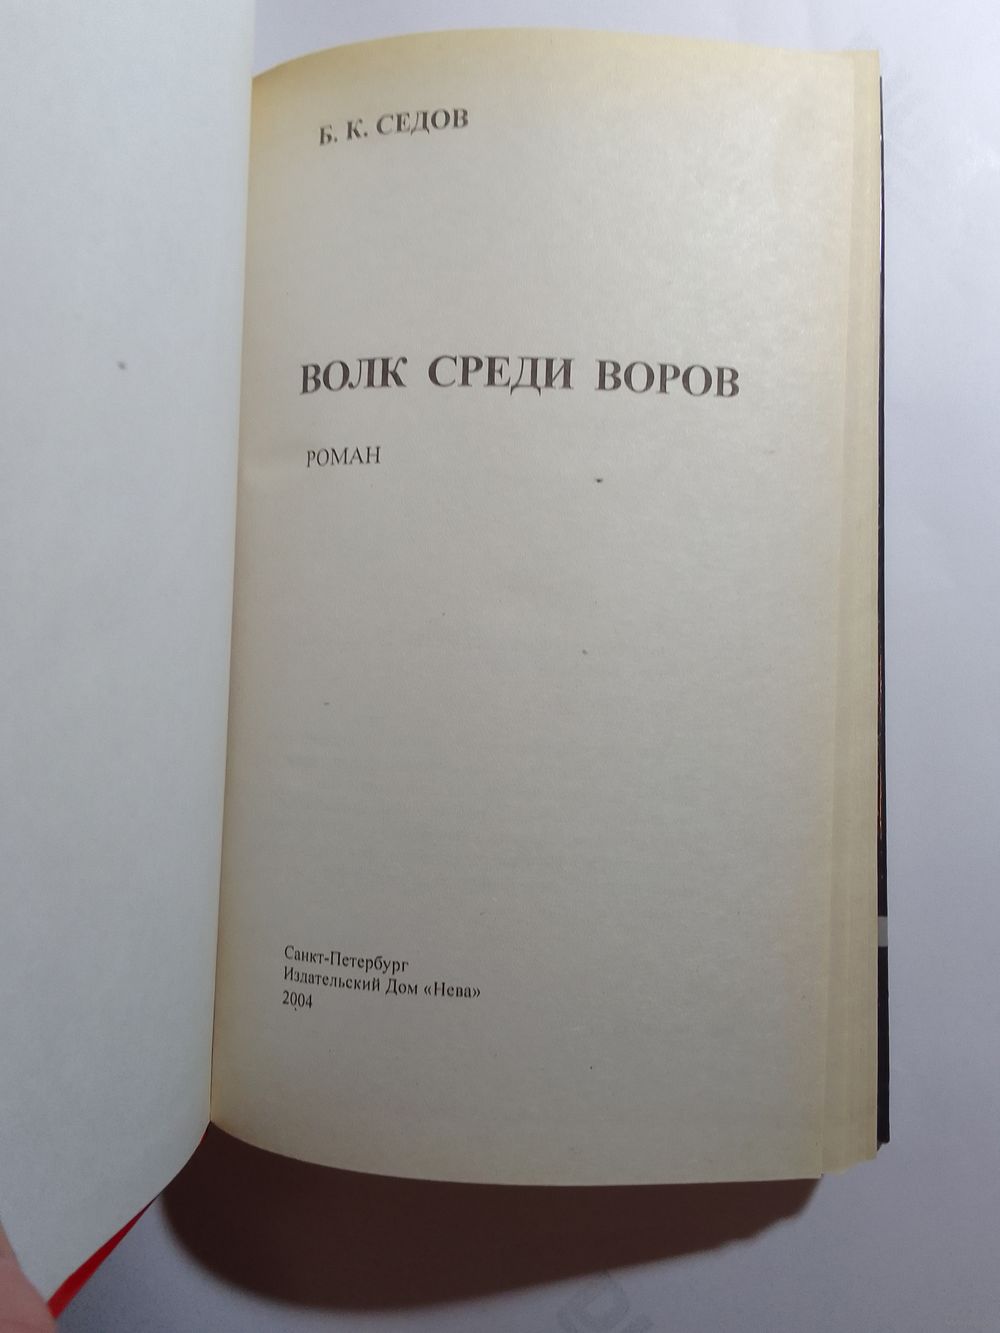 Б. К. СЕДОВ
ВОЛК СРЕДИ ВОРОВ
РОМАН
Санкт-Петербург
Издательский Дом «Нева»
2004